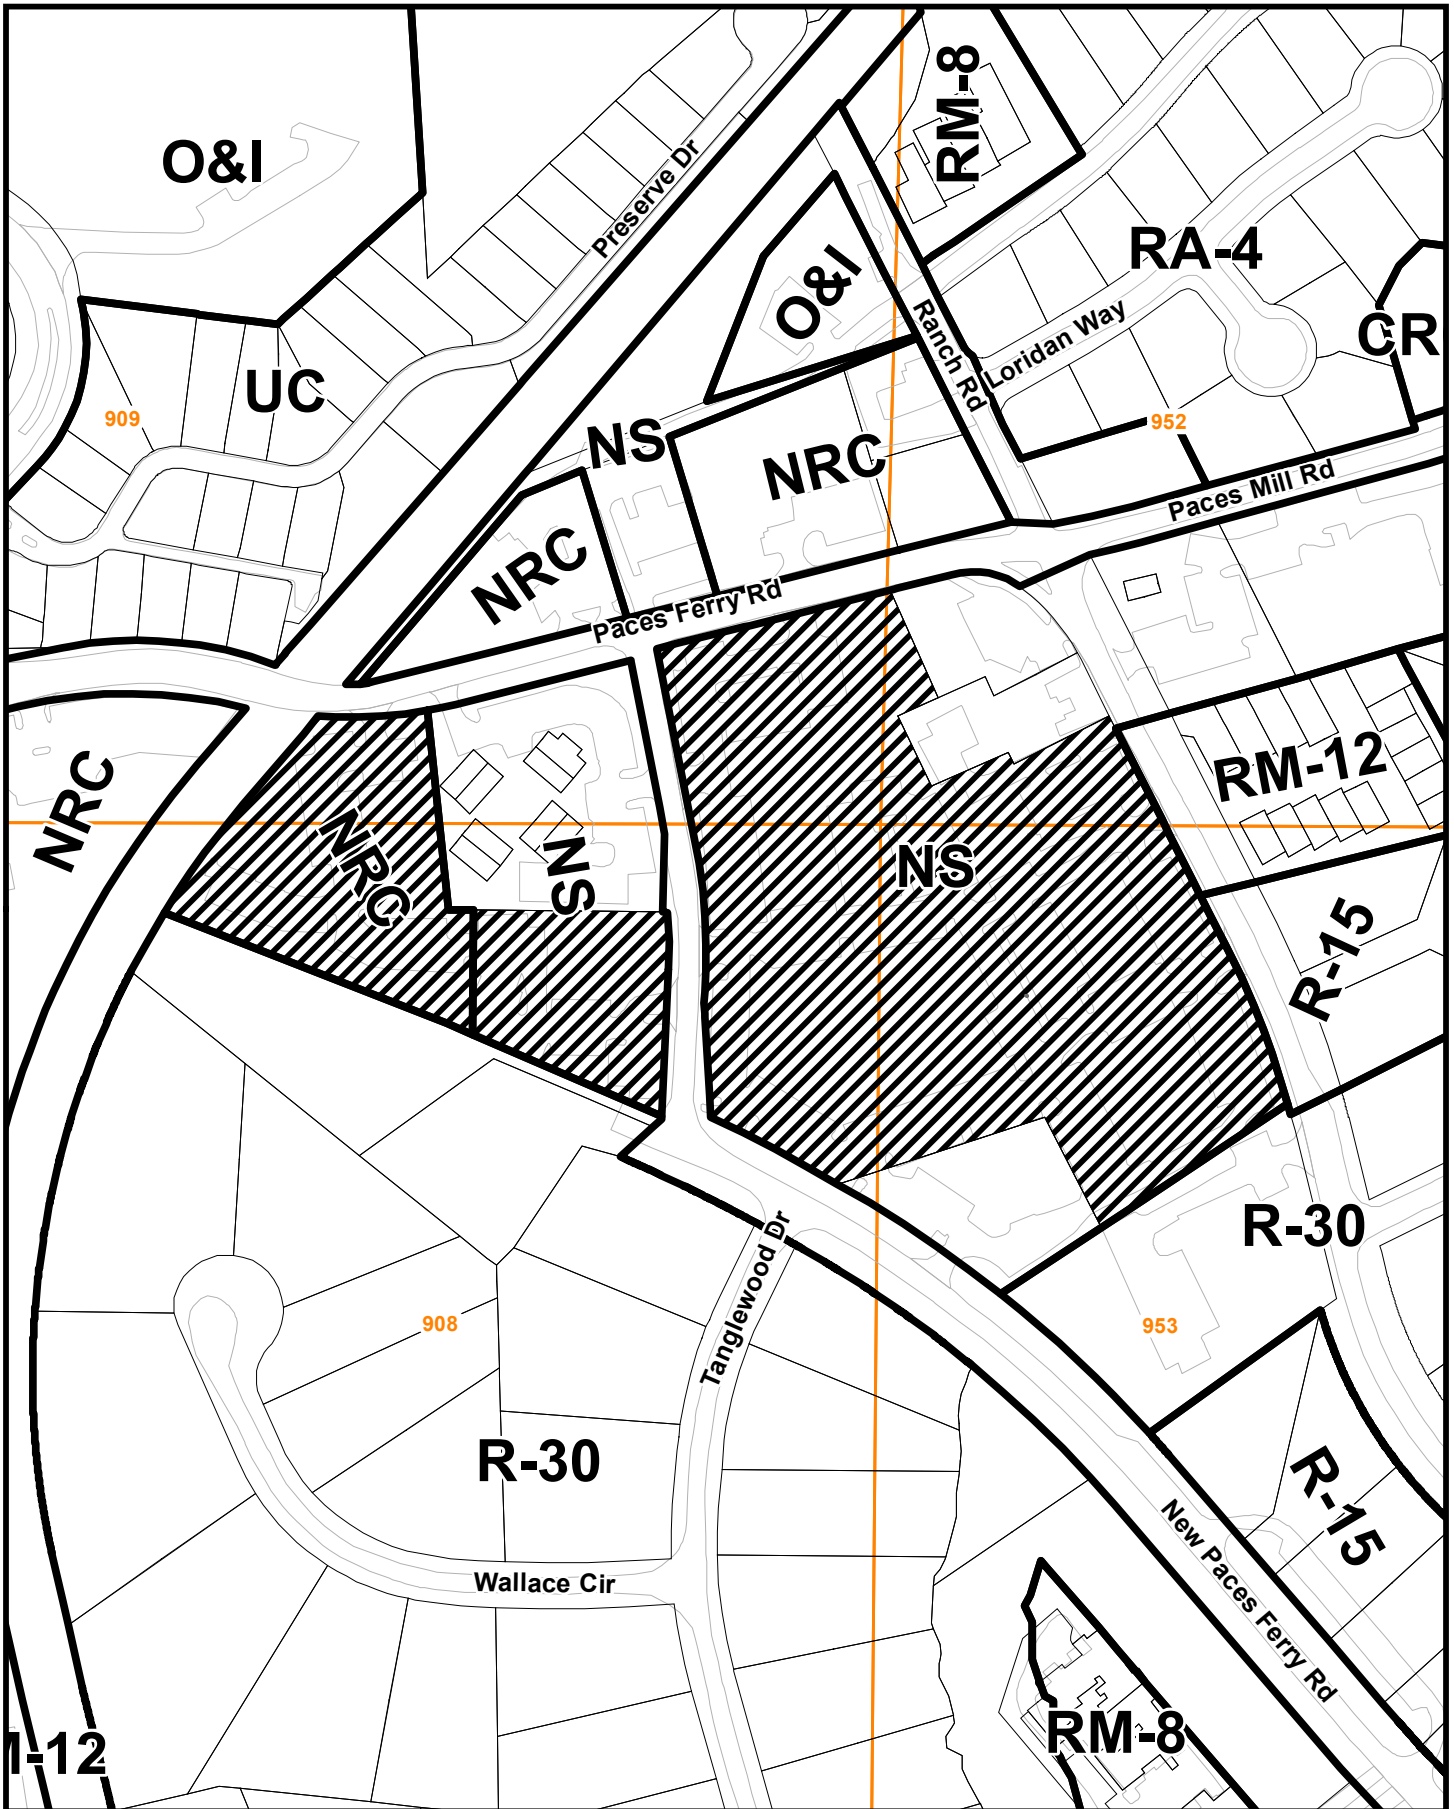 RM-8
O&I
Preserve Dr
RA-4
O&I
Ranch Rd
Loridan Way
CR
UC
909
952
NS
NRC
Paces Mill Rd
NRC
Paces Ferry Rd
RM-12
NRC
NRC
NS
NS
R-15
R-30
Tanglewood Dr
908
953
R-30
R-15
Wallace Cir
New Paces Ferry Rd
RM-8
M-12